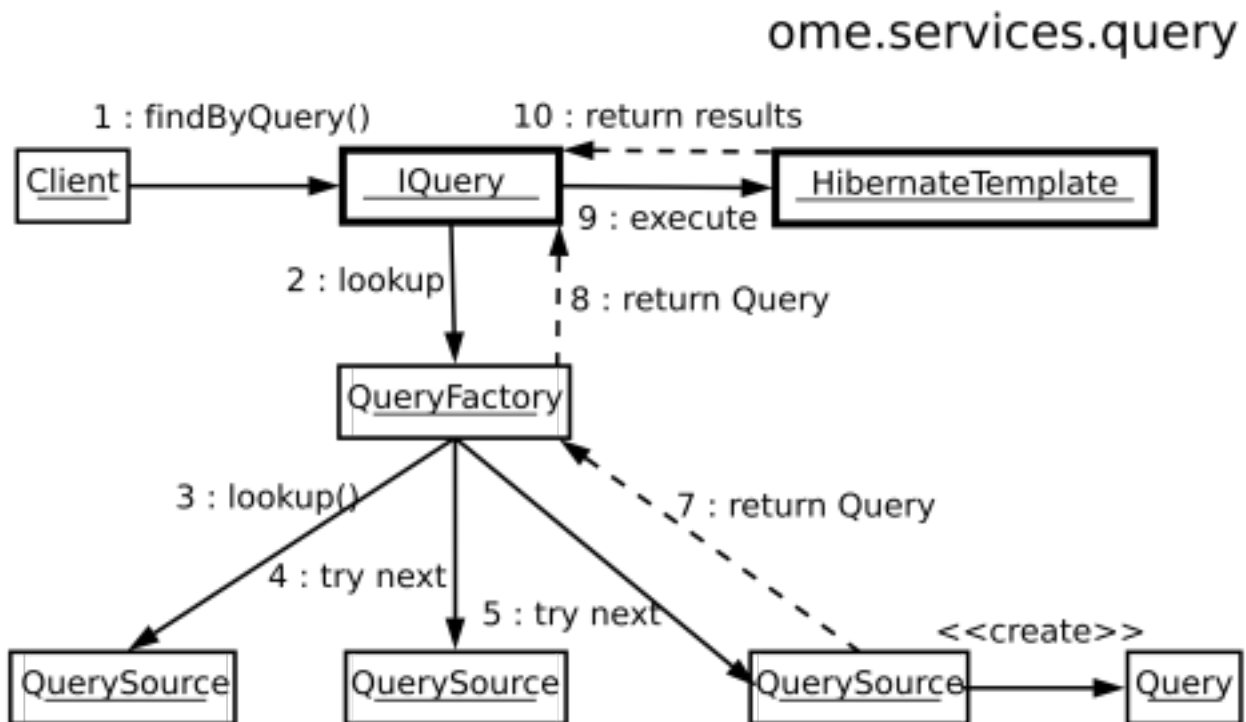 ome.services.query
1 : findByQuery()
10 : return results
Client
IQuery
HibernateTemplate
9 : execute
2 : lookup
8 : return Query
QueryFactory
3 : lookup()
7 : return Query
4 : try next
5 : try next
<<create>>
QuerySource
QuerySource
QuerySource
Query